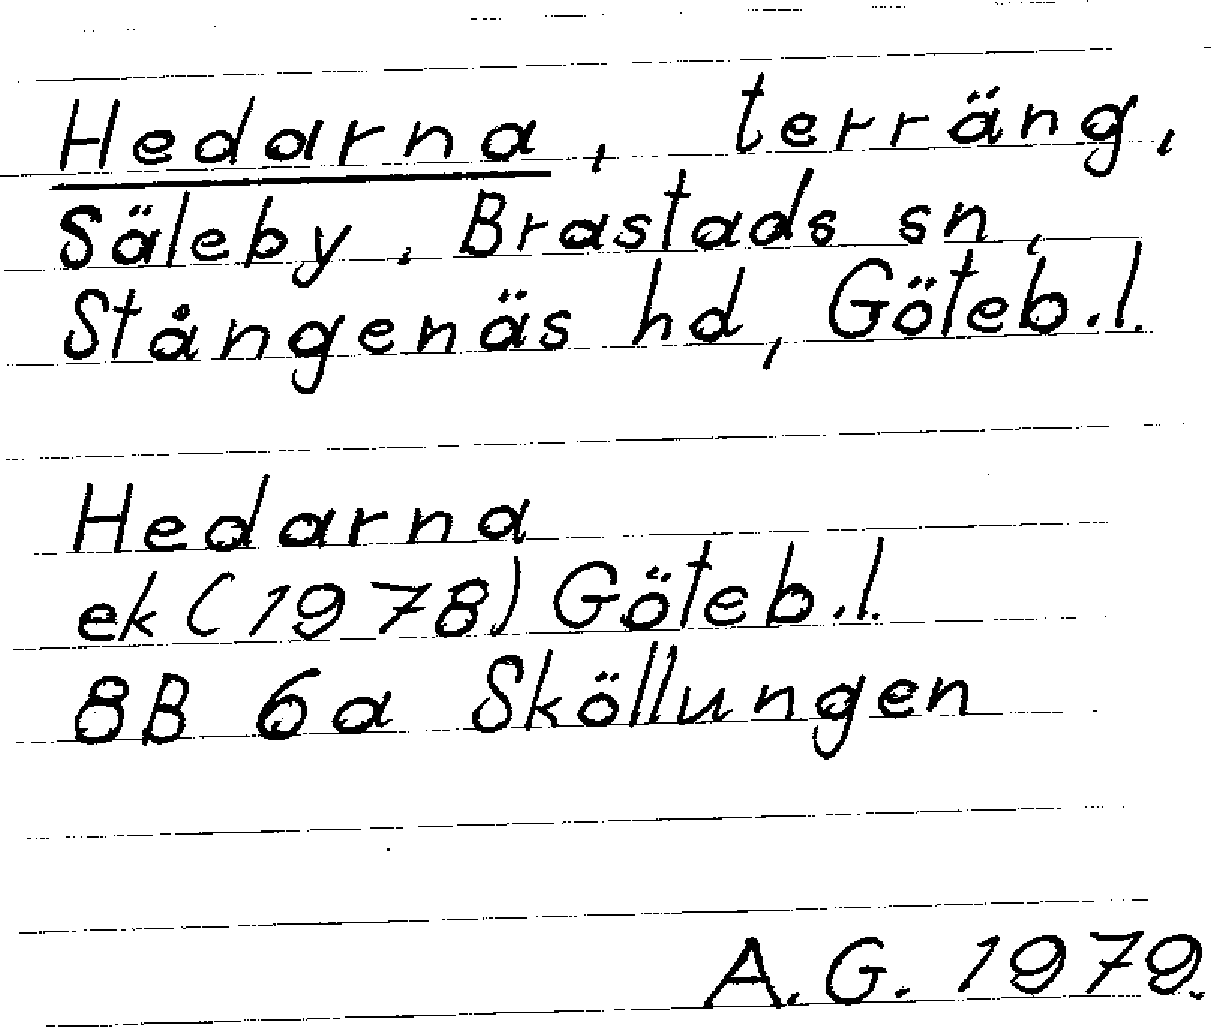 Hedarna, terräng,
Säleby, Brastads sn,
Stångenäs hd, Göteb.l.
Hedarna
ek (1978) Göteb.l.
8B 6a Sköllungen
A.G. 1979.